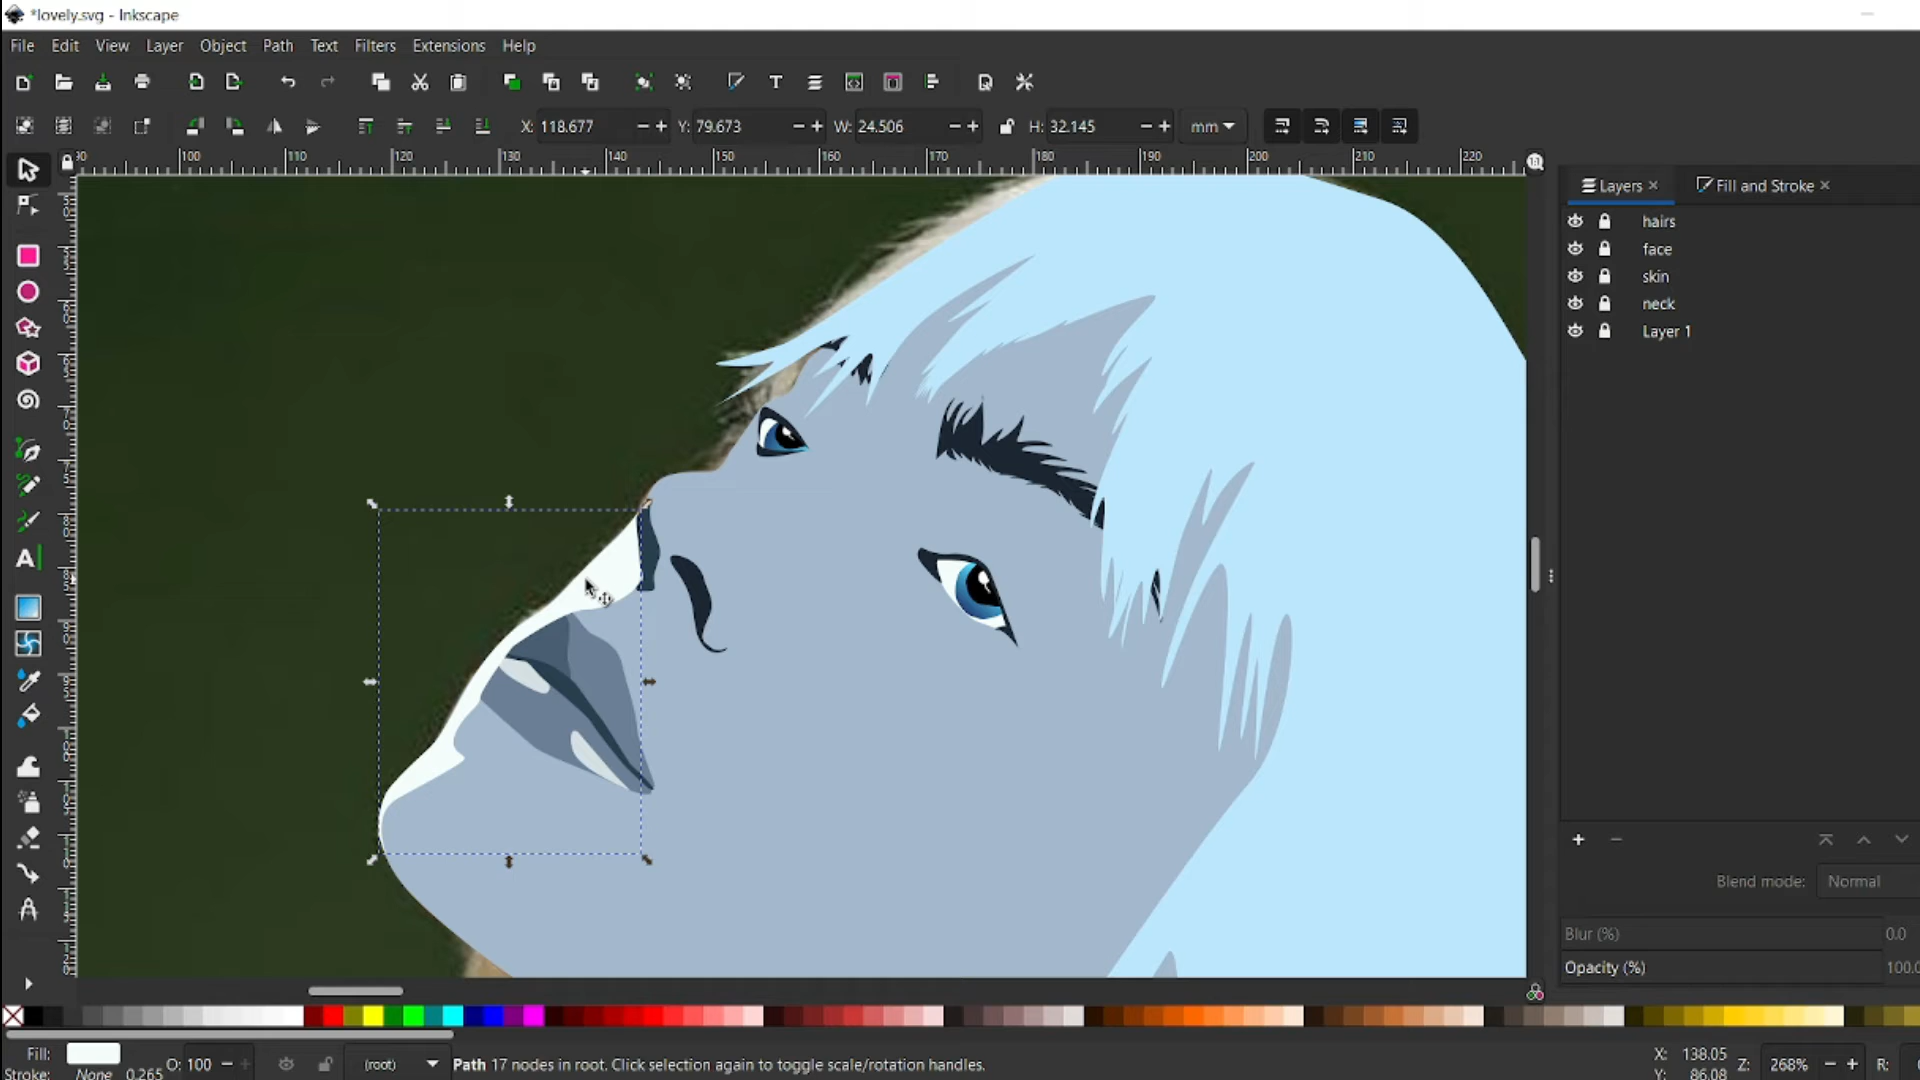 *lovely.svg - Inkscape
File Edit View Layer Object Path Text Filters Extensions Help
X: 118.677 Y: 79.673 W: 24.506 H: 32.145 mm
90 100 110 120 130 140 150 160 170 180 190 200 210 220
1:1
Layers Fill and Stroke
hairs
face
skin
neck
Layer 1
Blend mode: Normal
Blur (%) 0.0
Opacity (%) 100.0
Fill: O: 100 (root) Path 17 nodes in root. Click selection again to toggle scale/rotation handles. X: 138.05 Z: 268% R:
Stroke: None 0.265 Y: 86.08